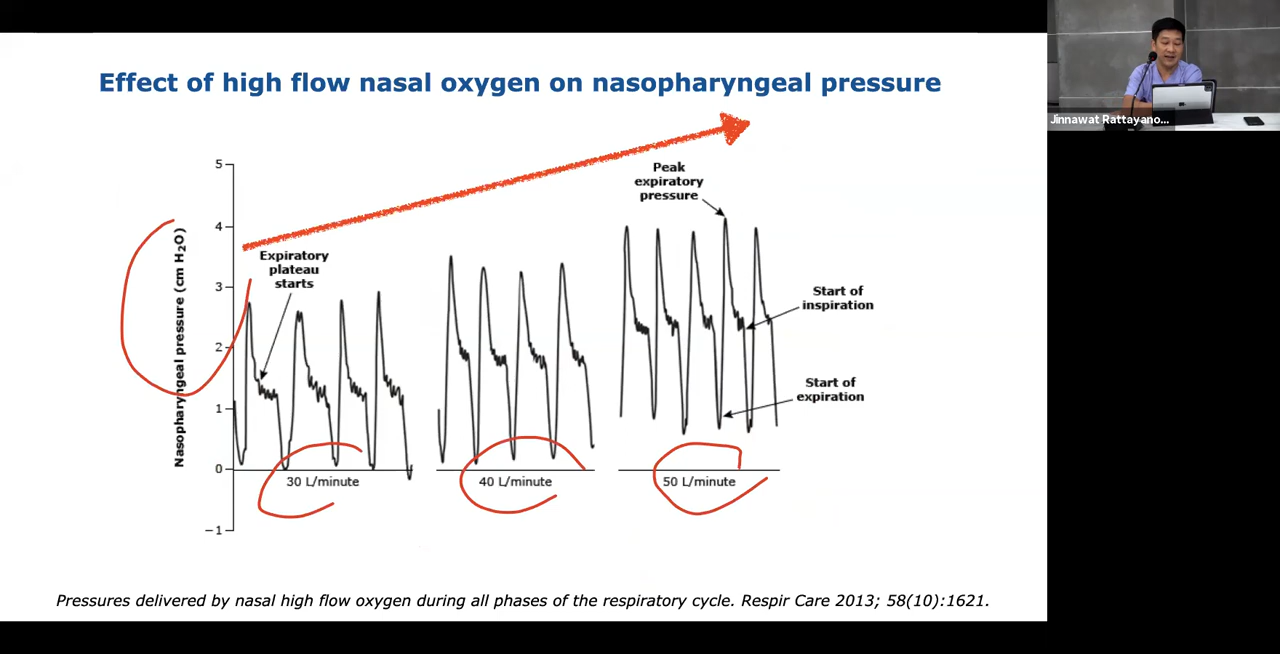 Effect of high flow nasal oxygen on nasopharyngeal pressure
Jinnawat Rattayano...
Nasopharyngeal pressure (cm H₂O)
5
4
3
2
1
0
−1
Expiratory
plateau
starts
Peak
expiratory
pressure
Start of
inspiration
Start of
expiration
30 L/minute
40 L/minute
50 L/minute
Pressures delivered by nasal high flow oxygen during all phases of the respiratory cycle. Respir Care 2013; 58(10):1621.